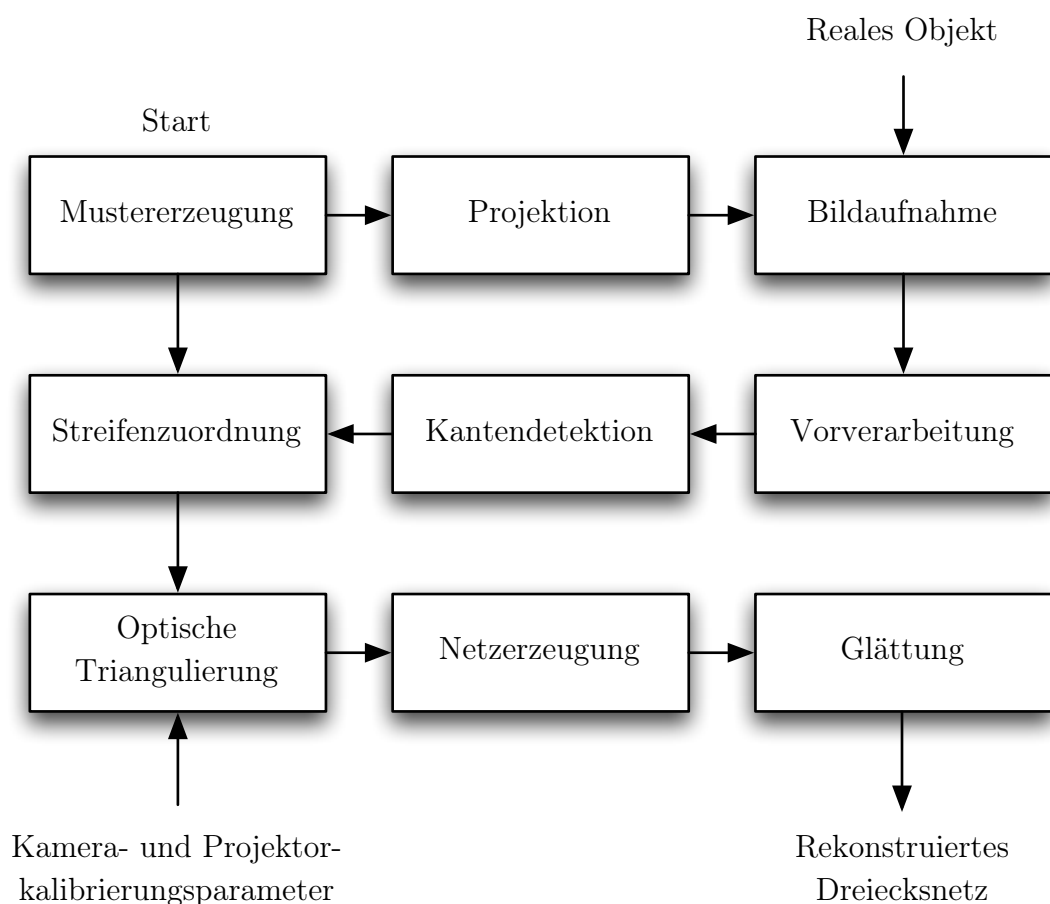 Reales Objekt
Start
Mustererzeugung
Projektion
Bildaufnahme
Streifenzuordnung
Kantendetektion
Vorverarbeitung
Optische
Triangulierung
Netzerzeugung
Glättung
Kamera- und Projektor-
kalibrierungsparameter
Rekonstruiertes
Dreiecksnetz